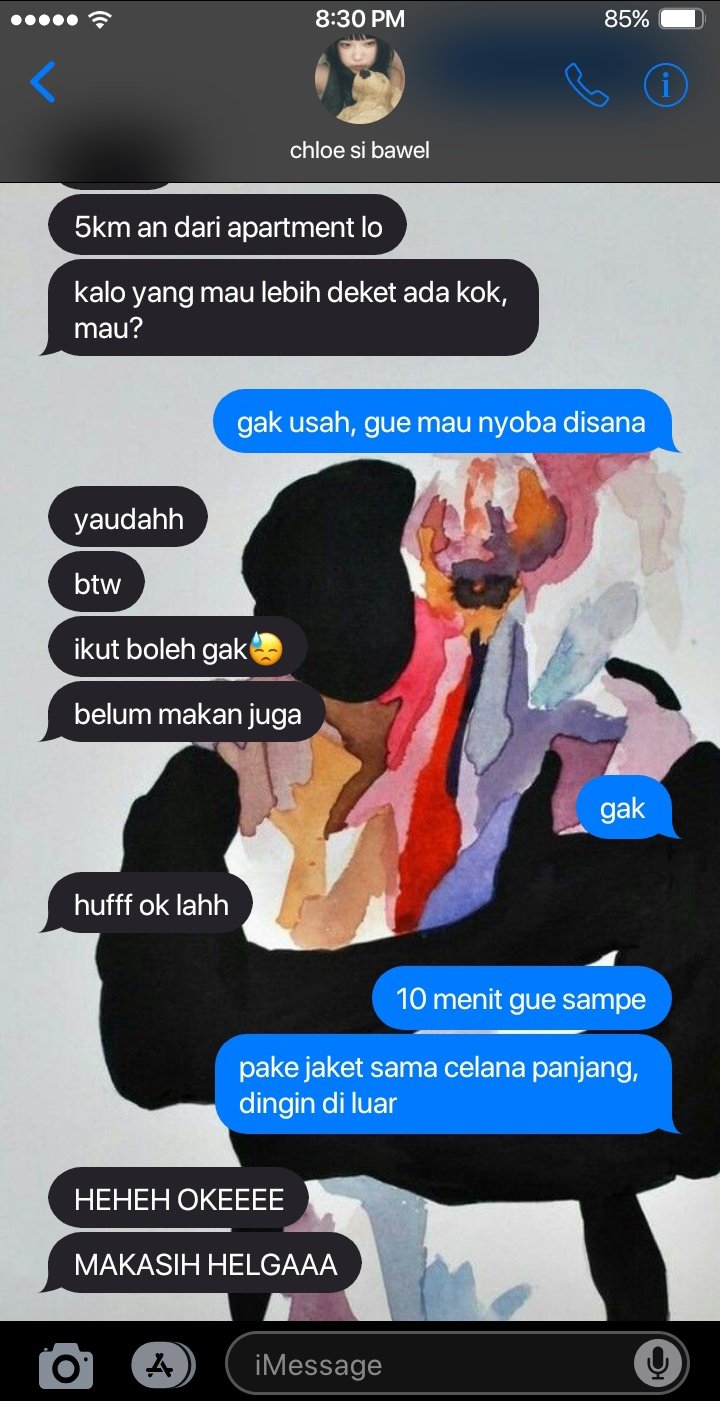 8:30 PM
85%
chloe si bawel
5km an dari apartment lo
kalo yang mau lebih deket ada kok,
mau?
gak usah, gue mau nyoba disana
yaudahh
btw
ikut boleh gak😓
belum makan juga
gak
hufff ok lahh
10 menit gue sampe
pake jaket sama celana panjang,
dingin di luar
HEHEH OKEEEE
MAKASIH HELGAAA
iMessage